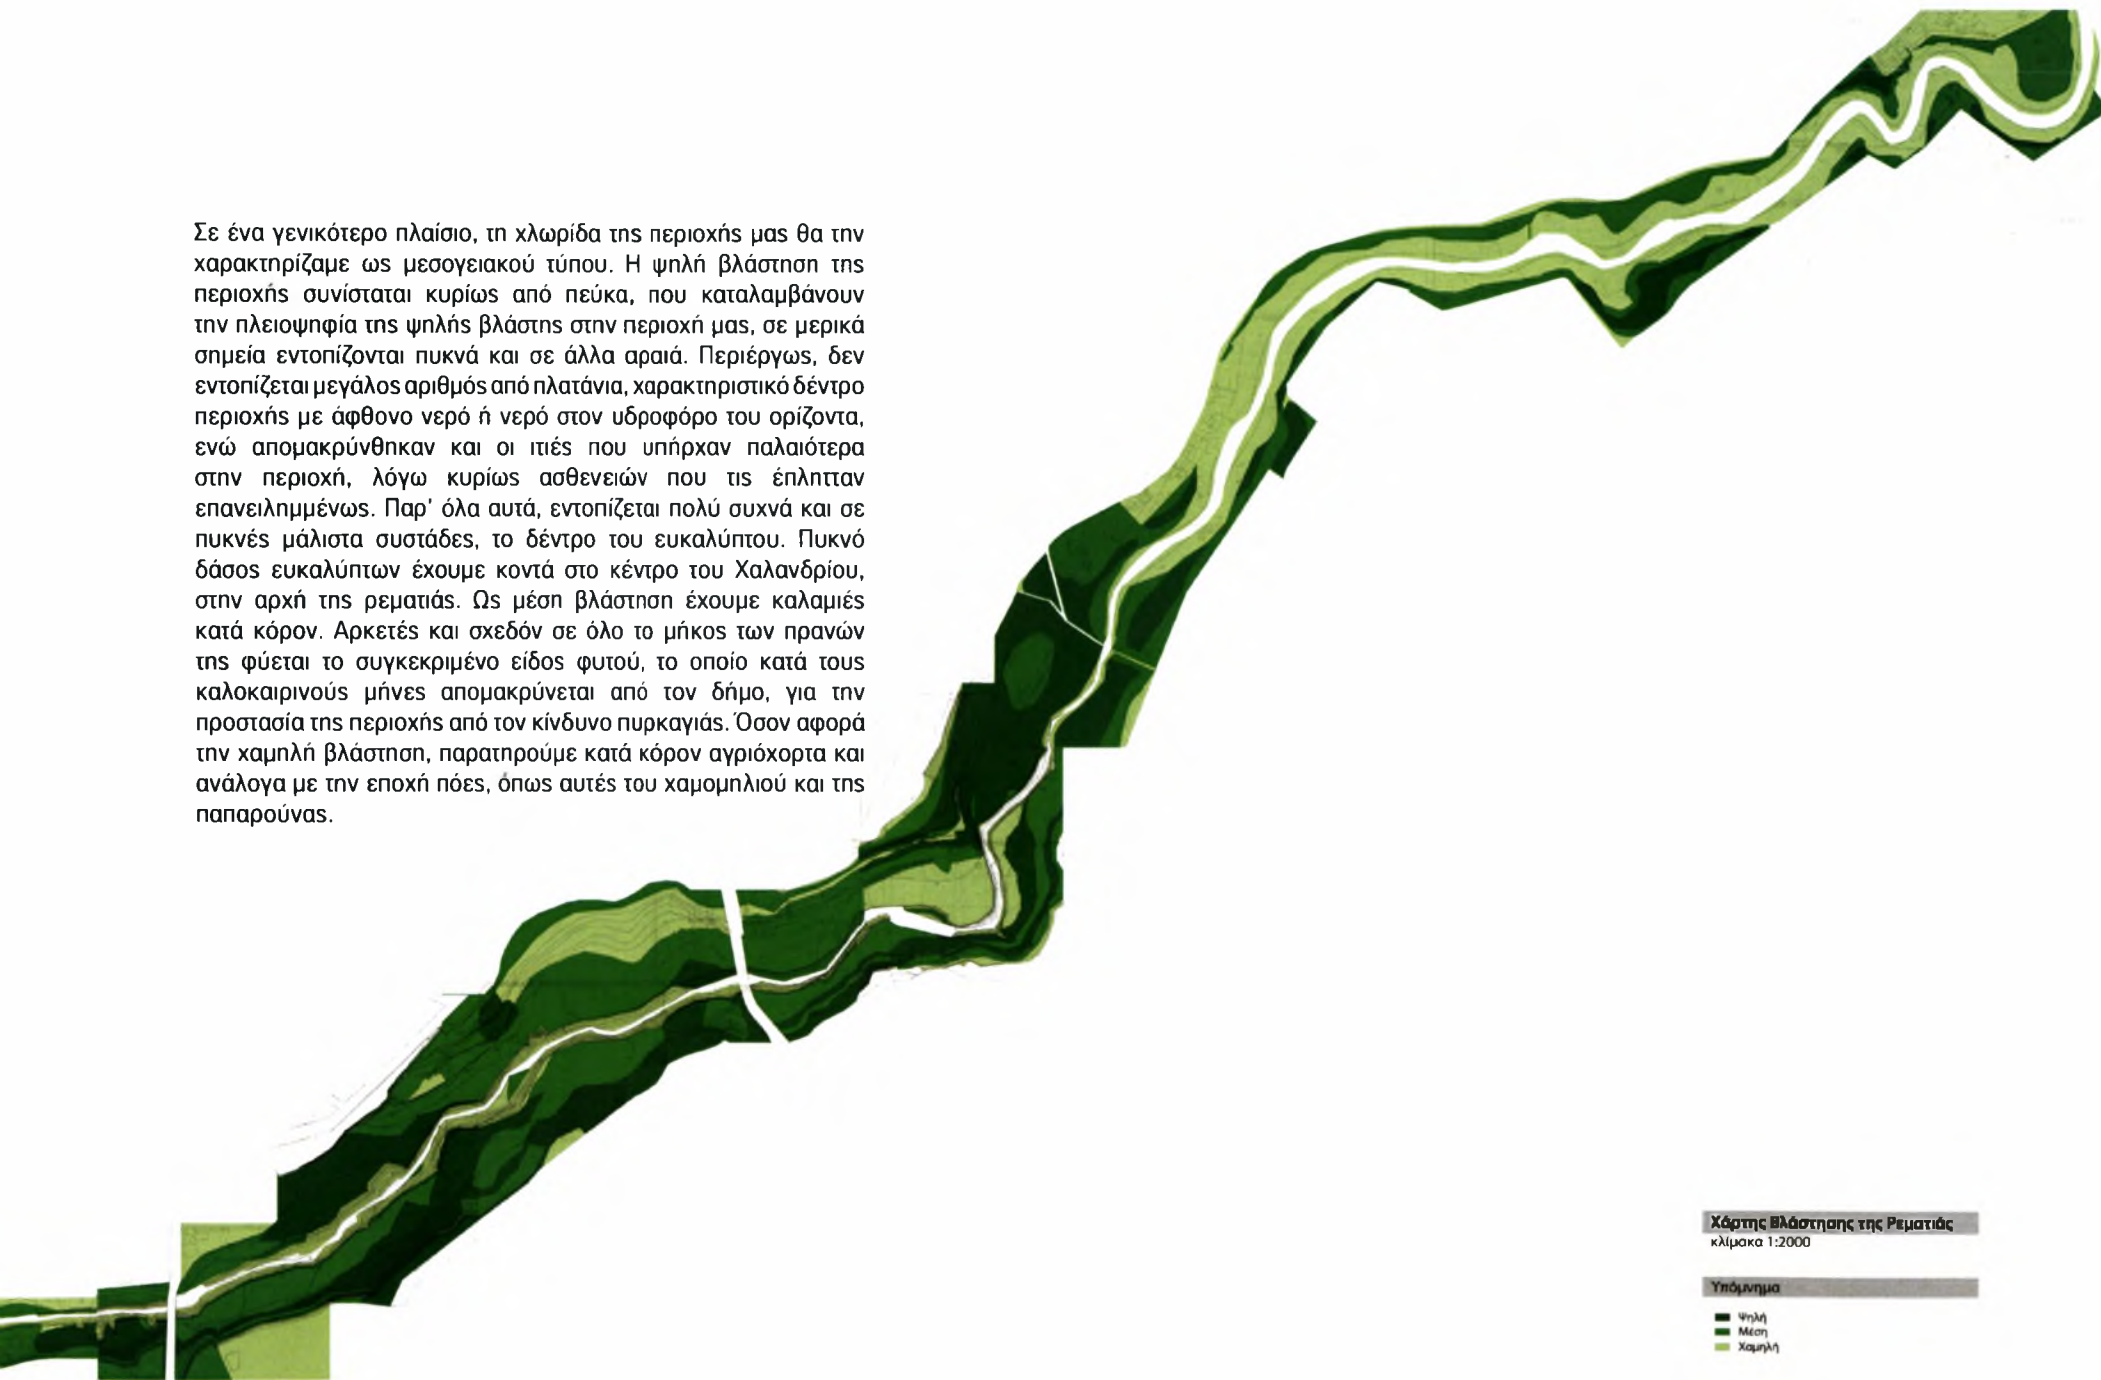 Σε ένα γενικότερο πλαίσιο, τη χλωρίδα της περιοχής μας θα την
χαρακτηρίζαμε ως μεσογειακού τύπου. Η ψηλή βλάστηση της
περιοχής συνίσταται κυρίως από πεύκα, που καταλαμβάνουν
την πλειοψηφία της ψηλής βλάστης στην περιοχή μας, σε μερικά
σημεία εντοπίζονται πυκνά και σε άλλα αραιά. Περιέργως, δεν
εντοπίζεται μεγάλος αριθμός από πλατάνια, χαρακτηριστικό δέντρο
περιοχής με άφθονο νερό ή νερό στον υδροφόρο του ορίζοντα,
ενώ απομακρύνθηκαν και οι ιτιές που υπήρχαν παλαιότερα
στην περιοχή, λόγω κυρίως ασθενειών που τις έπλητταν
επανειλημμένως. Παρ' όλα αυτά, εντοπίζεται πολύ συχνά και σε
πυκνές μάλιστα συστάδες, το δέντρο του ευκαλύπτου. Πυκνό
δάσος ευκαλύπτων έχουμε κοντά στο κέντρο του Χαλανδρίου,
στην αρχή της ρεματιάς. Ως μέση βλάστηση έχουμε καλαμιές
κατά κόρον. Αρκετές και σχεδόν σε όλο το μήκος των πρανών
της φύεται το συγκεκριμένο είδος φυτού, το οποίο κατά τους
καλοκαιρινούς μήνες απομακρύνεται από τον δήμο, για την
προστασία της περιοχής από τον κίνδυνο πυρκαγιάς. Όσον αφορά
την χαμηλή βλάστηση, παρατηρούμε κατά κόρον αγριόχορτα και
ανάλογα με την εποχή πόες, όπως αυτές του χαμομηλιού και της
παπαρούνας.
Χάρτης Βλάστησης της Ρεματιάς
κλίμακα 1:2000
Υπόμνημα
Ψηλή
Μέση
Χαμηλή